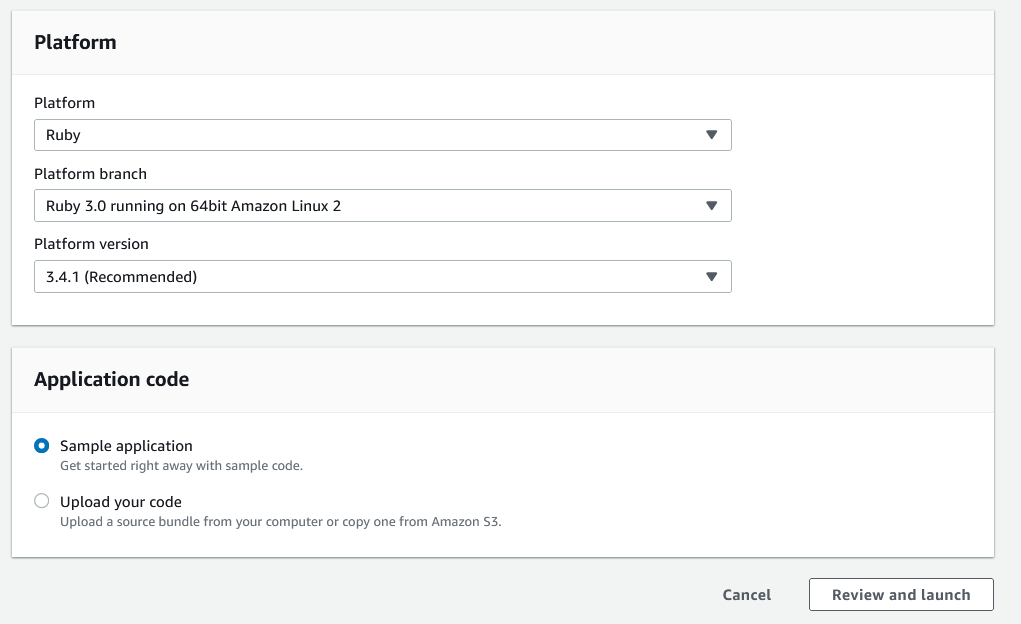 Platform
Platform
Ruby
Platform branch
Ruby 3.0 running on 64bit Amazon Linux 2
Platform version
3.4.1 (Recommended)
Application code
Sample application
Get started right away with sample code.
Upload your code
Upload a source bundle from your computer or copy one from Amazon S3.
Cancel
Review and launch